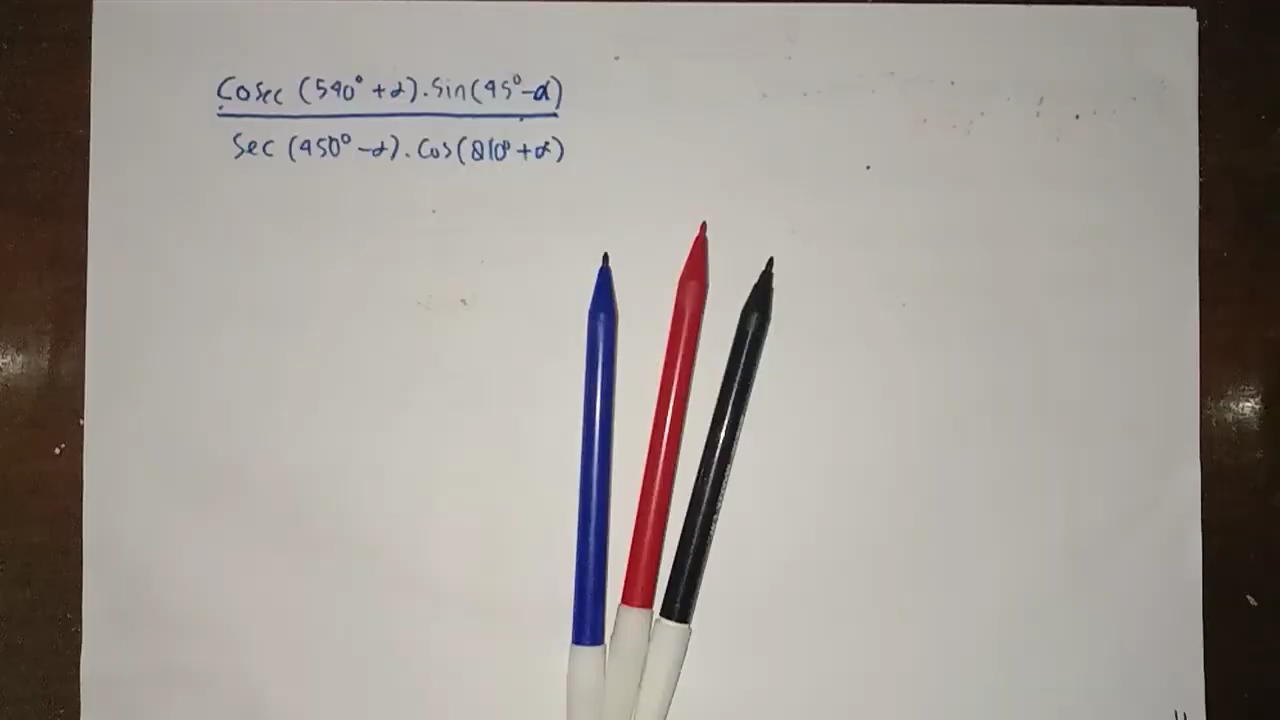 Cosec (540° + α) . Sin (45° - α)
Sec (450° - α) . Cos (810° + α)